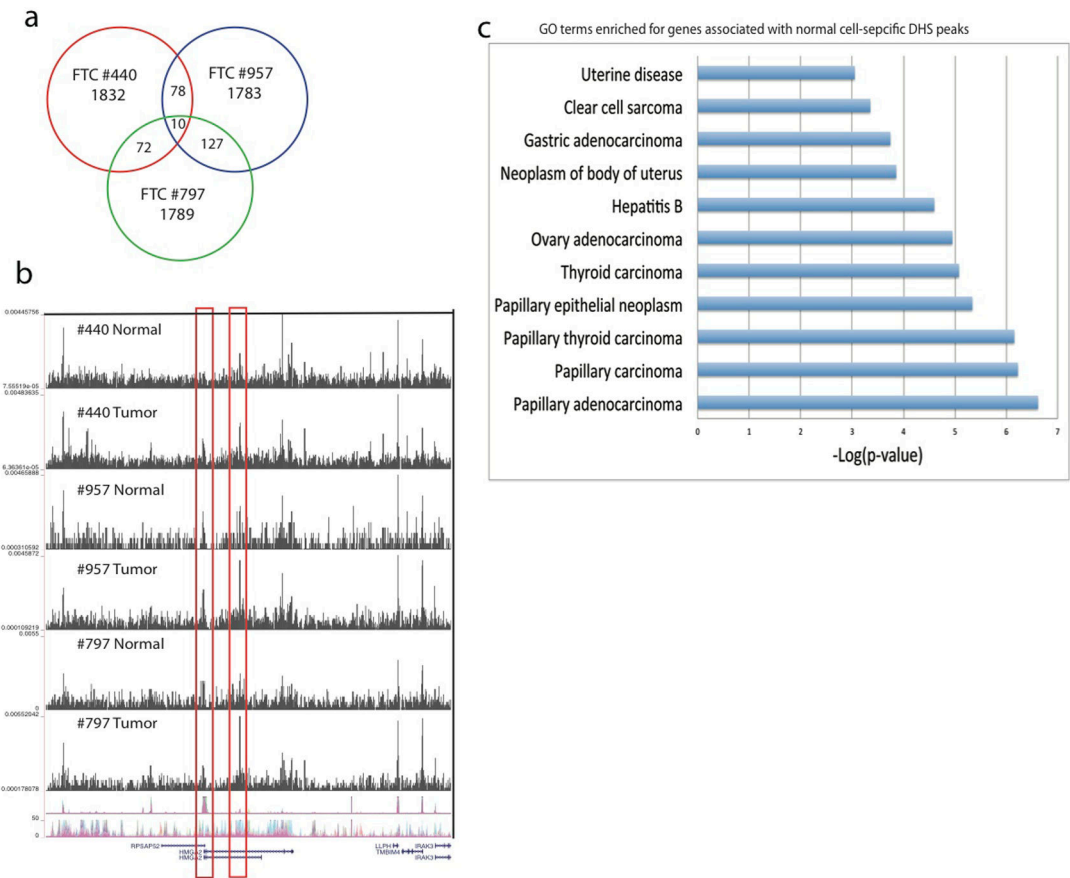 a
FTC #440
1832
FTC #957
1783
78
10
72
127
FTC #797
1789
b
0.00445756
#440 Normal
7.55519e-05
0.00483635
#440 Tumor
6.36361e-05
0.00465888
#957 Normal
0.000310592
0.0045872
#957 Tumor
0.000109219
0.0055
#797 Normal
0
0.00552042
#797 Tumor
0.000178078
50
0
RPSAP52
HMGA2
HMGA2
LLPH
TMBIM4
IRAK3
IRAK3
c
GO terms enriched for genes associated with normal cell-sepcific DHS peaks
Uterine disease
Clear cell sarcoma
Gastric adenocarcinoma
Neoplasm of body of uterus
Hepatitis B
Ovary adenocarcinoma
Thyroid carcinoma
Papillary epithelial neoplasm
Papillary thyroid carcinoma
Papillary carcinoma
Papillary adenocarcinoma
0 1 2 3 4 5 6 7
-Log(p-value)